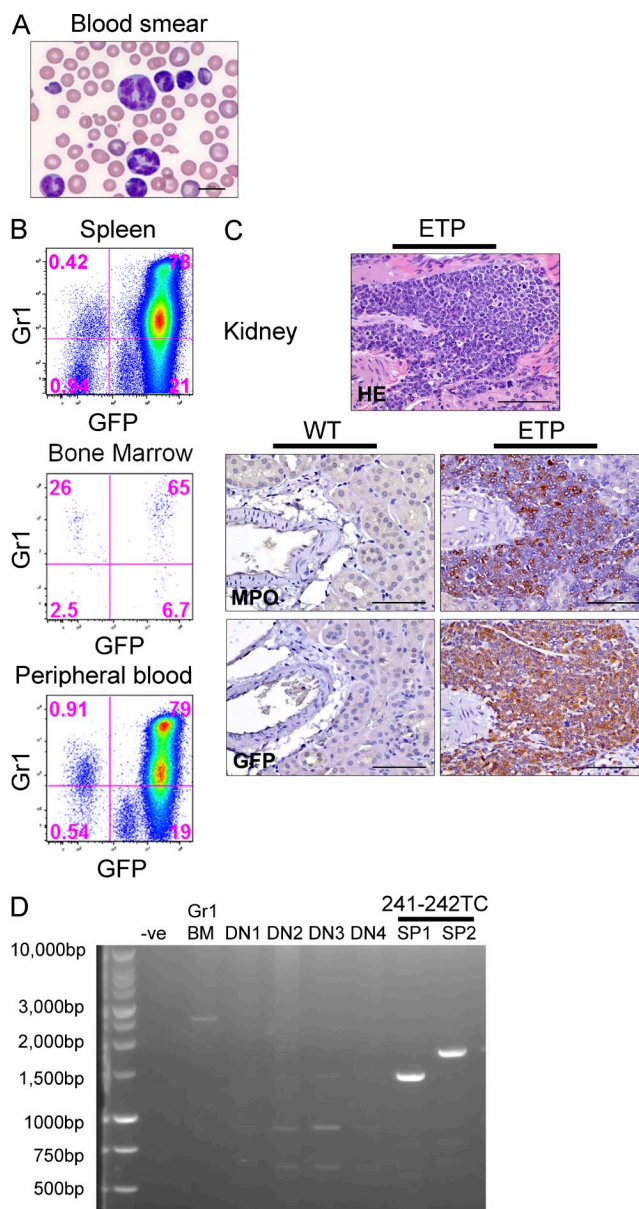 A
Blood smear
B
Spleen
0.42
78
0.94
21
Gr1
GFP
Bone Marrow
26
65
2.5
6.7
Gr1
GFP
Peripheral blood
0.91
79
0.54
19
Gr1
GFP
C
ETP
Kidney
HE
WT
ETP
MPO
GFP
D
241-242TC
-ve
Gr1
BM
DN1
DN2
DN3
DN4
SP1
SP2
10,000bp
3,000bp
2,000bp
1,500bp
1000bp
750bp
500bp